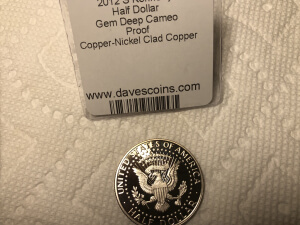 2012 S Kennedy
Half Dollar
Gem Deep Cameo
Proof
Copper-Nickel Clad Copper
www.davescoins.com
UNITED STATES OF AMERICA
HALF DOLLAR